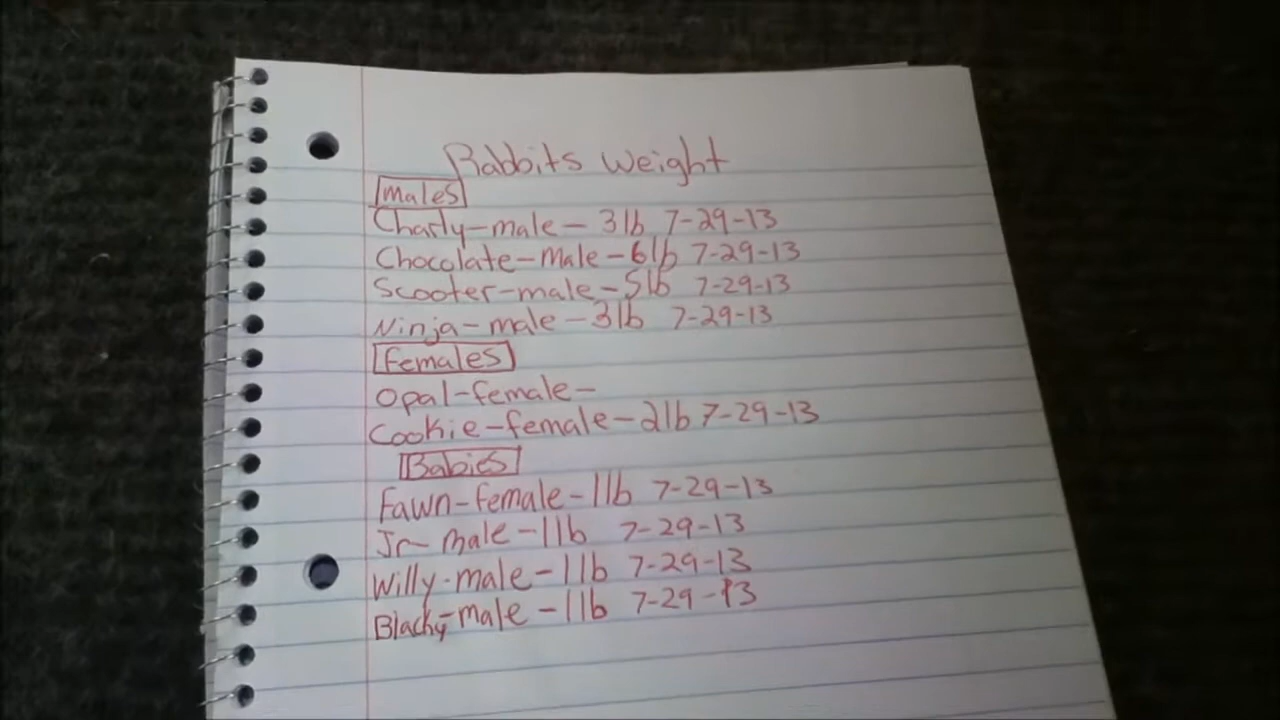 Rabbits Weight
Males
Charly-male-3lb 7-29-13
Chocolate-male-6lb 7-29-13
Scooter-male-5lb 7-29-13
Ninja-male-3lb 7-29-13
Females
Opal-female-
Cookie-female-2lb 7-29-13
Babies
Fawn-female-1lb 7-29-13
Jr-male-1lb 7-29-13
Willy-male-1lb 7-29-13
Blacky-male-1lb 7-29-13